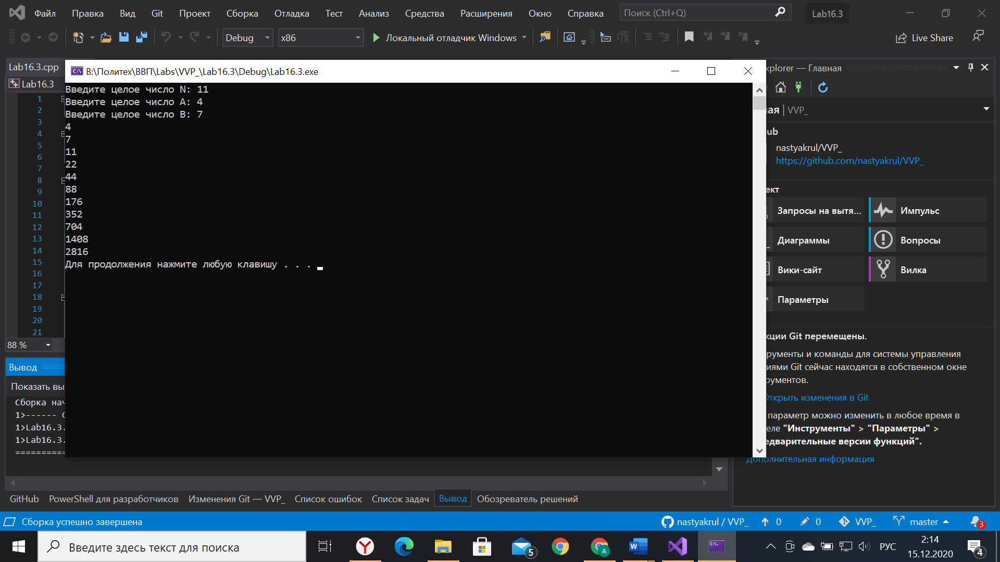 Файл Правка Вид Git Проект Сборка Отладка Тест Анализ Средства Расширения Окно Справка Поиск (Ctrl+Q) Lab16.3
Debug x86 Локальный отладчик Windows Live Share
Lab16.3.cpp
Lab16.3
B:\Политех\ВВП\Labs\VVP_\Lab16.3\Debug\Lab16.3.exe
Введите целое число N: 11
Введите целое число A: 4
Введите целое число B: 7
4
7
11
22
44
88
176
352
704
1408
2816
Для продолжения нажмите любую клавишу . . .
1
2
3
4
5
6
7
8
9
10
11
12
13
14
15
16
17
18
19
20
21
88 %
Вывод
Показать вы
Сборка нач
1>------
1>Lab16.3.
1>Lab16.3.
==========
xplorer — Главная
ая | VVP_
ub
nastyakrul/VVP_
https://github.com/nastyakrul/VVP_
ект
Запросы на вытя... Импульс
Диаграммы Вопросы
Вики-сайт Вилка
Параметры
кции Git перемещены.
рументы и команды для системы управления
иями Git сейчас находятся в собственном окне
рументов.
Открыть изменения в Git
параметр можно изменить в любое время в
еле "Инструменты" > "Параметры" >
едварительные версии функций".
Дополнительная информация
GitHub PowerShell для разработчиков Изменения Git — VVP_ Список ошибок Список задач Вывод Обозреватель решений
Сборка успешно завершена nastyakrul / VVP_ 0 0 VVP_ master 3
Введите здесь текст для поиска 5 A РУС 2:14
15.12.2020 4